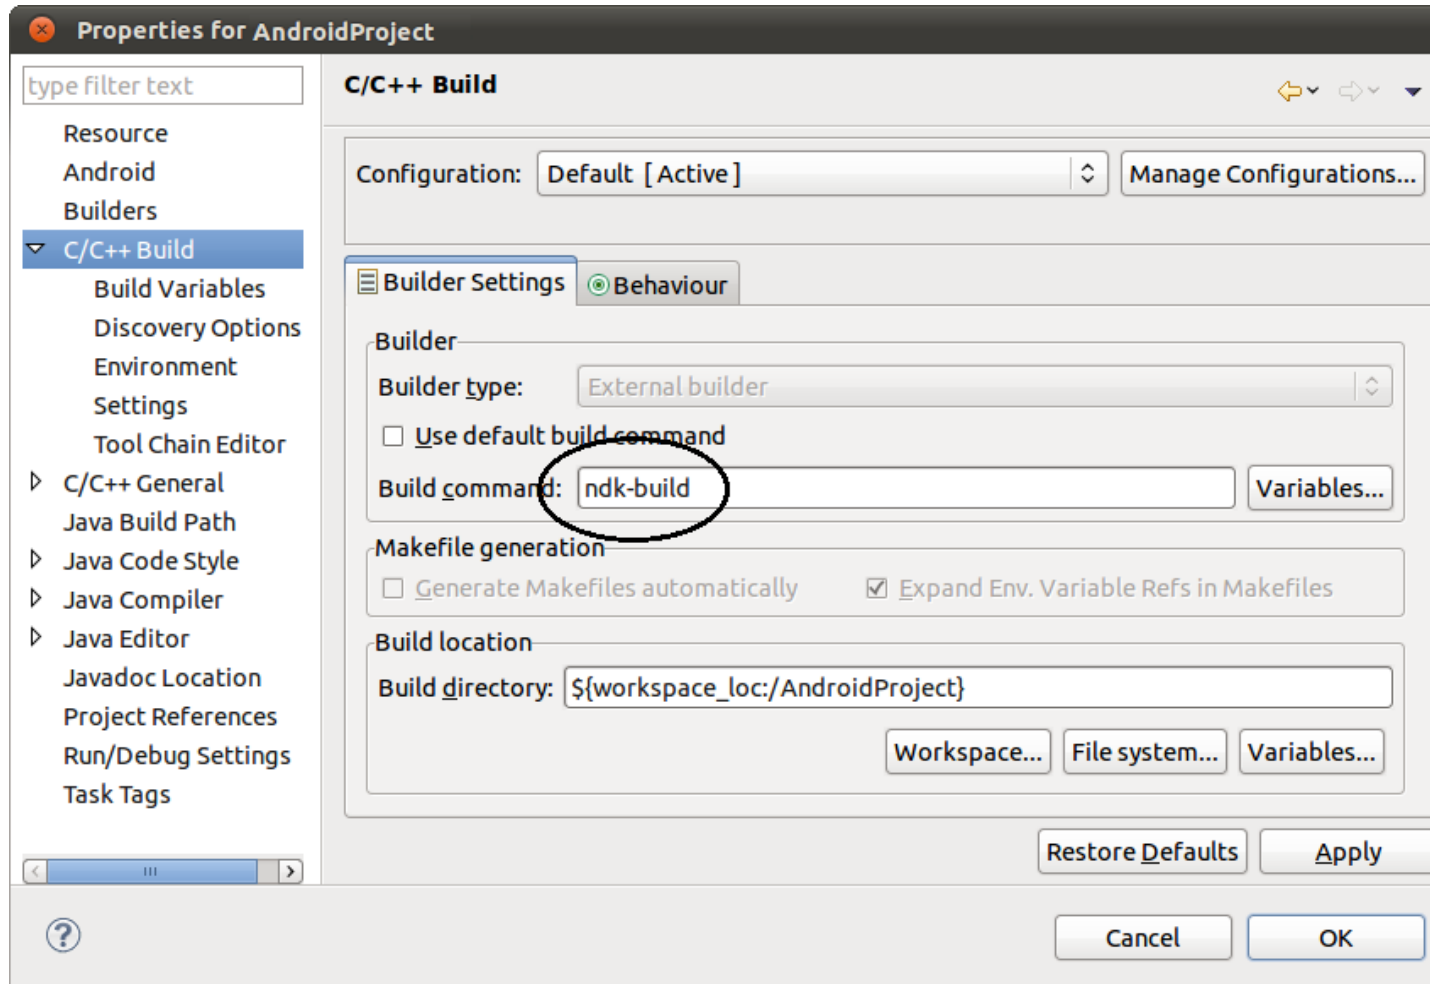 Properties for AndroidProject
type filter text
Resource
Android
Builders
C/C++ Build
Build Variables
Discovery Options
Environment
Settings
Tool Chain Editor
C/C++ General
Java Build Path
Java Code Style
Java Compiler
Java Editor
Javadoc Location
Project References
Run/Debug Settings
Task Tags
C/C++ Build
Configuration: Default [ Active ] Manage Configurations...
Builder Settings Behaviour
Builder
Builder type: External builder
Use default build command
Build command: ndk-build Variables...
Makefile generation
Generate Makefiles automatically Expand Env. Variable Refs in Makefiles
Build location
Build directory: ${workspace_loc:/AndroidProject}
Workspace... File system... Variables...
Restore Defaults Apply
Cancel OK